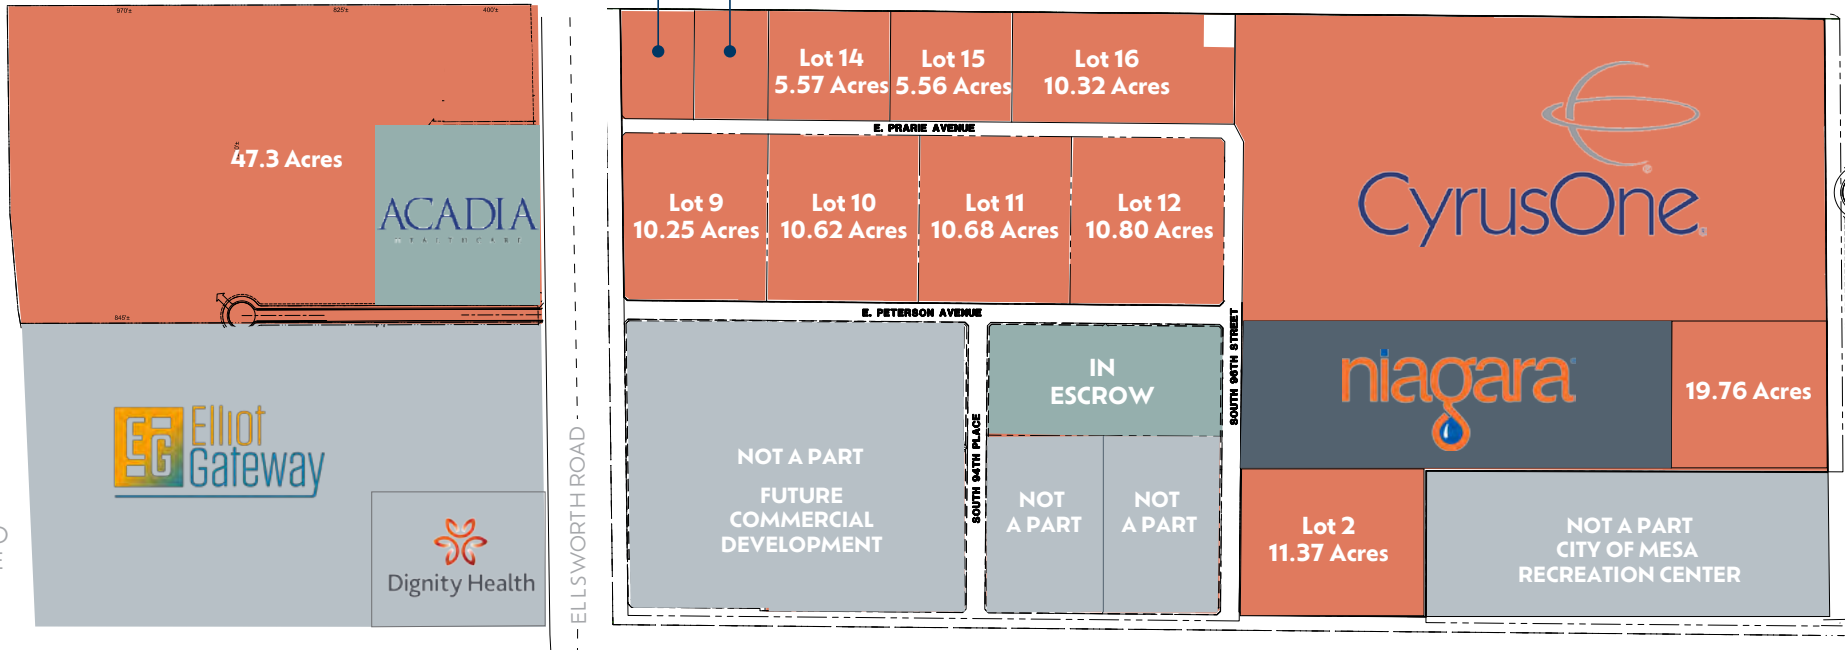 970'±
825'±
400'±
47.3 Acres
ACADIA
845'±
Elliot
Gateway
Dignity Health
ELLSWORTH ROAD
Lot 14
5.57 Acres
Lot 15
5.56 Acres
Lot 16
10.32 Acres
E. PRARIE AVENUE
Lot 9
10.25 Acres
Lot 10
10.62 Acres
Lot 11
10.68 Acres
Lot 12
10.80 Acres
E. PETERSON AVENUE
NOT A PART
FUTURE
COMMERCIAL
DEVELOPMENT
SOUTH 94TH PLACE
IN
ESCROW
NOT
A PART
NOT
A PART
SOUTH 96TH STREET
CyrusOne
niagara
19.76 Acres
Lot 2
11.37 Acres
NOT A PART
CITY OF MESA
RECREATION CENTER